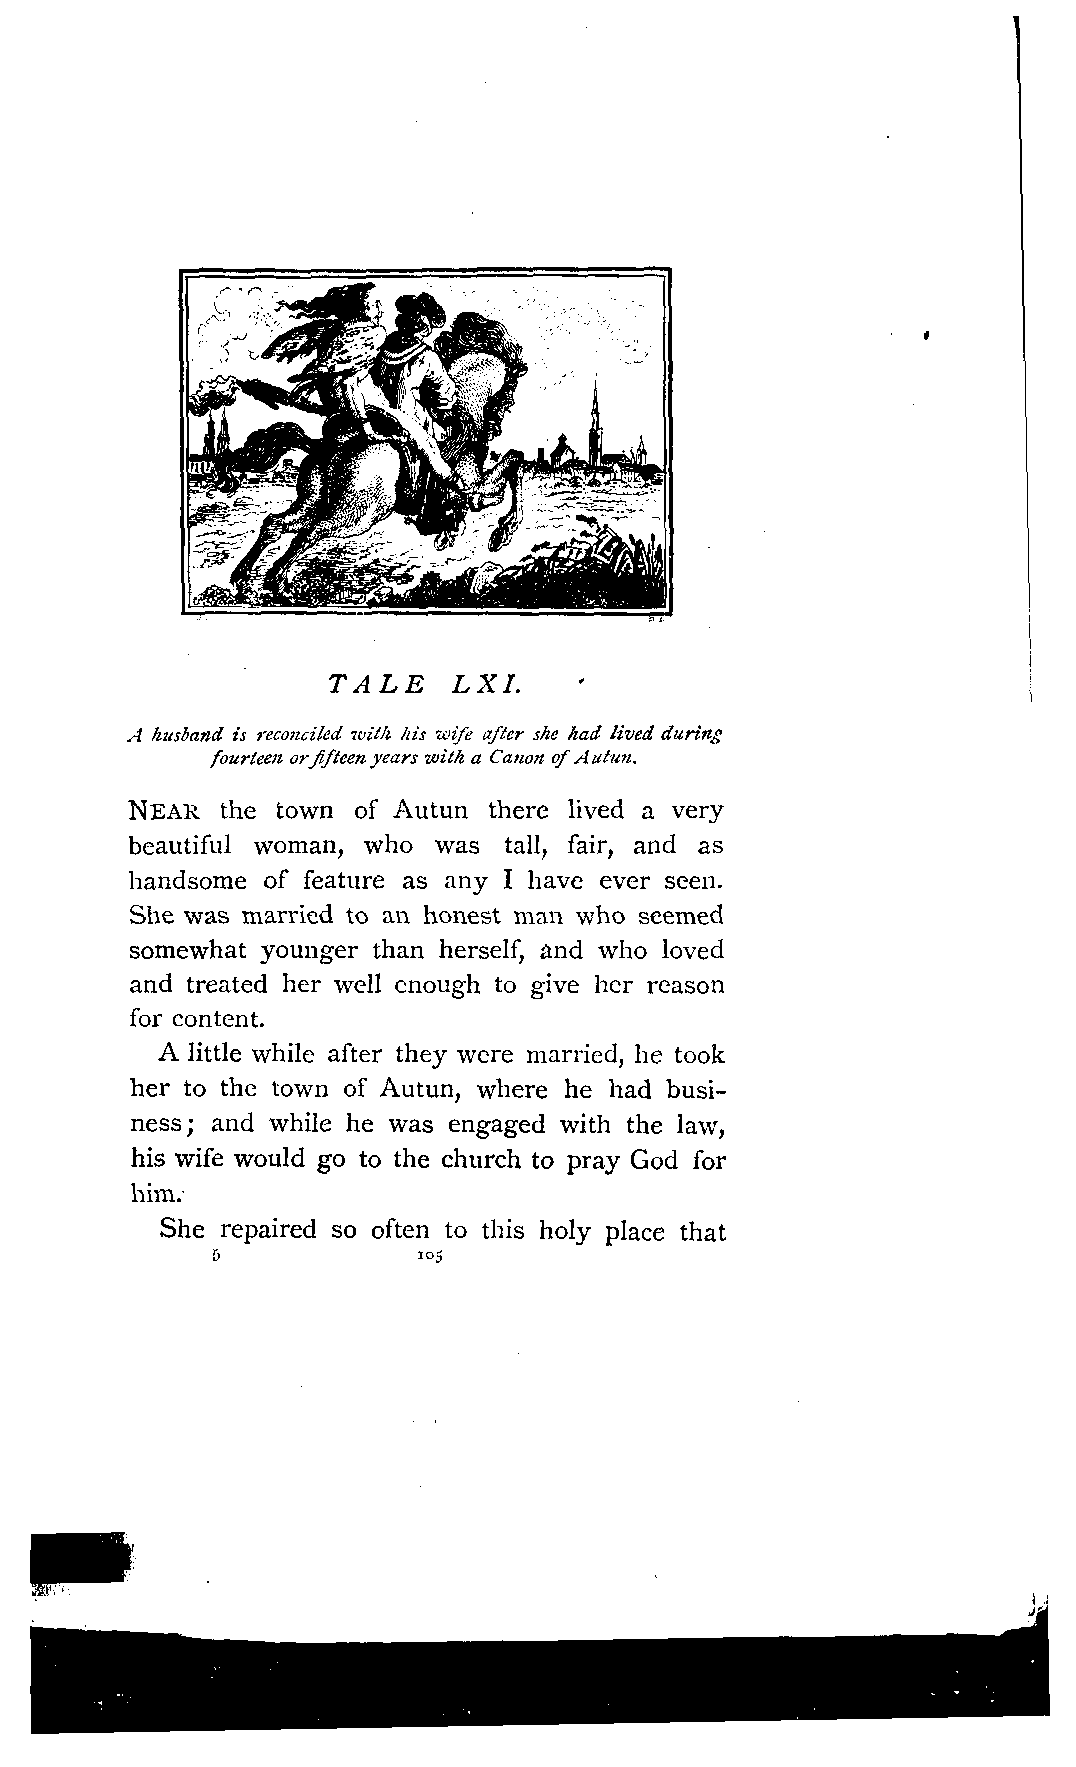 TALE LXI.
A husband is reconciled with his wife after she had lived during
fourteen or fifteen years with a Canon of Autun.
NEAR the town of Autun there lived a very
beautiful woman, who was tall, fair, and as
handsome of feature as any I have ever seen.
She was married to an honest man who seemed
somewhat younger than herself, and who loved
and treated her well enough to give her reason
for content.
A little while after they were married, he took
her to the town of Autun, where he had busi-
ness; and while he was engaged with the law,
his wife would go to the church to pray God for
him.
She repaired so often to this holy place that
105